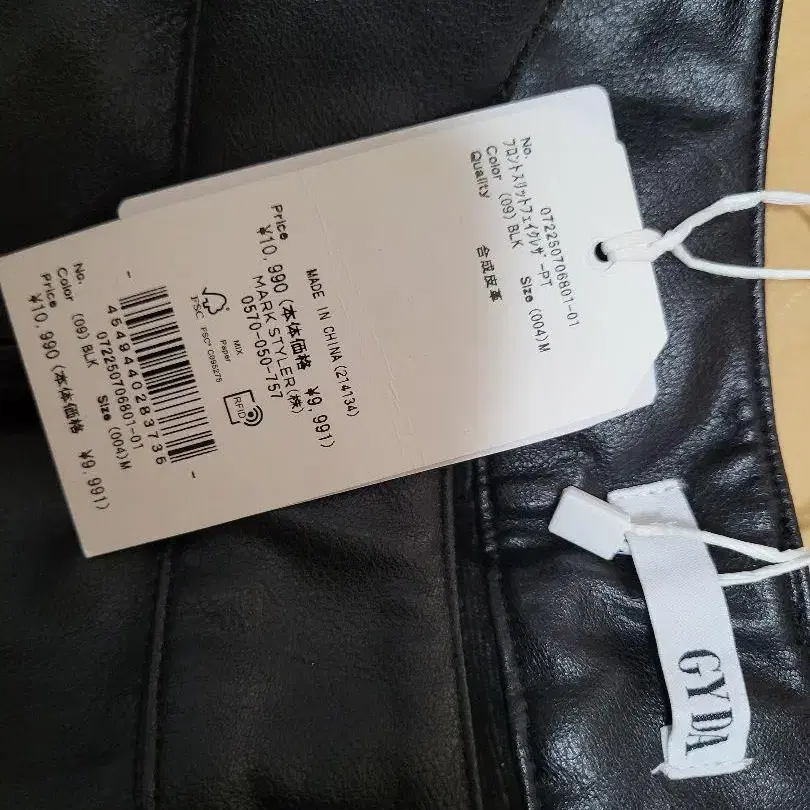 No. 072250706801-01
フロントスリットフェイクレザーPT
Color (09)BLK Size (004)M
Quality 合成皮革
MADE IN CHINA (214134)
Price ¥10,990 (本体価格 ¥9,991)
MARK STYLER(株)
0570-050-757
MIX
Paper
FSC FSC® C095275
RFID
4549440283736
No. 072250706801-01
Color (09)BLK Size (004)M
Price ¥10,990 (本体価格 ¥9,991)
GYDA